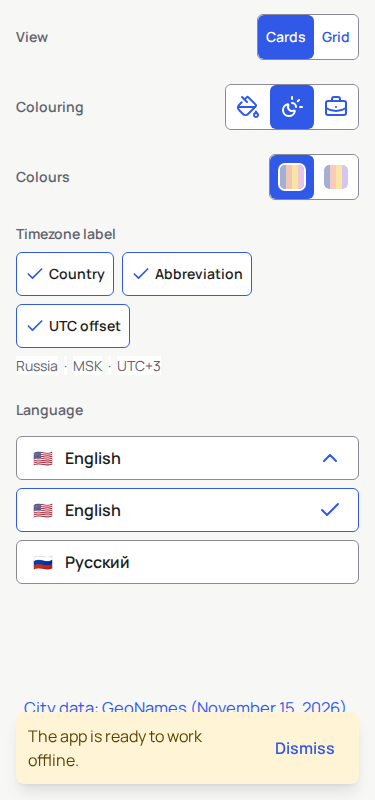 View
Cards Grid
Colouring
Colours
Timezone label
Country Abbreviation
UTC offset
Russia · MSK · UTC+3
Language
English
English
Русский
City data: GeoNames (November 15, 2026)
The app is ready to work
offline.
Dismiss